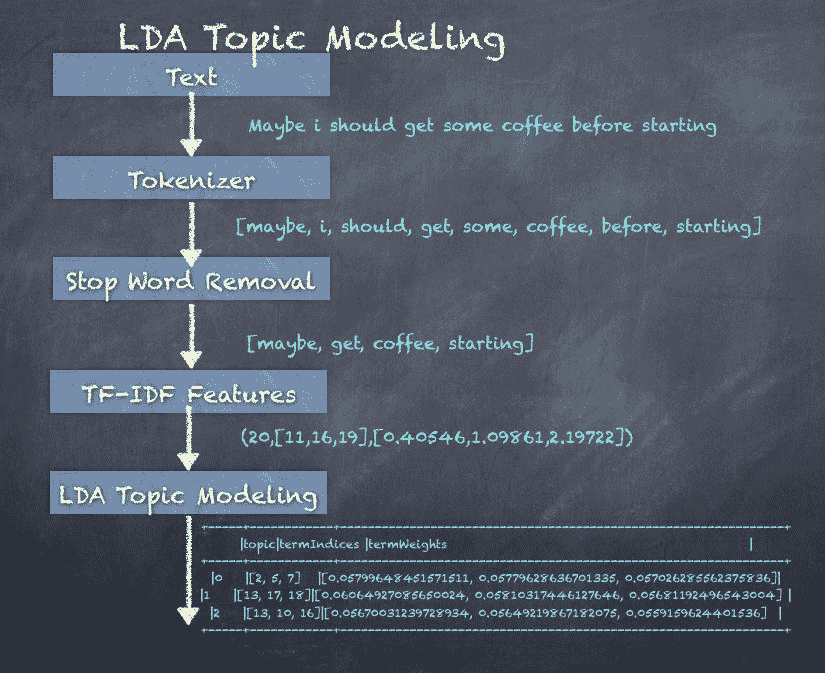 LDA Topic Modeling
Text
Maybe i should get some coffee before starting
Tokenizer
[maybe, i, should, get, some, coffee, before, starting]
Stop Word Removal
[maybe, get, coffee, starting]
TF-IDF Features
(20,[11,16,19],[0.40546,1.09861,2.19722])
LDA Topic Modeling
+-----+------------+----------------------------------------------------------------+
|topic|termIndices |termWeights |
+-----+------------+----------------------------------------------------------------+
|0 |[2, 5, 7] |[0.05799648451571511, 0.05779628636701335, 0.057026285562375836]|
|1 |[13, 17, 18]|[0.06064927085650024, 0.05810317446127646, 0.05681192496543004] |
|2 |[13, 10, 16]|[0.05670031239728934, 0.05649219867182075, 0.0559159624401536] |
+-----+------------+----------------------------------------------------------------+